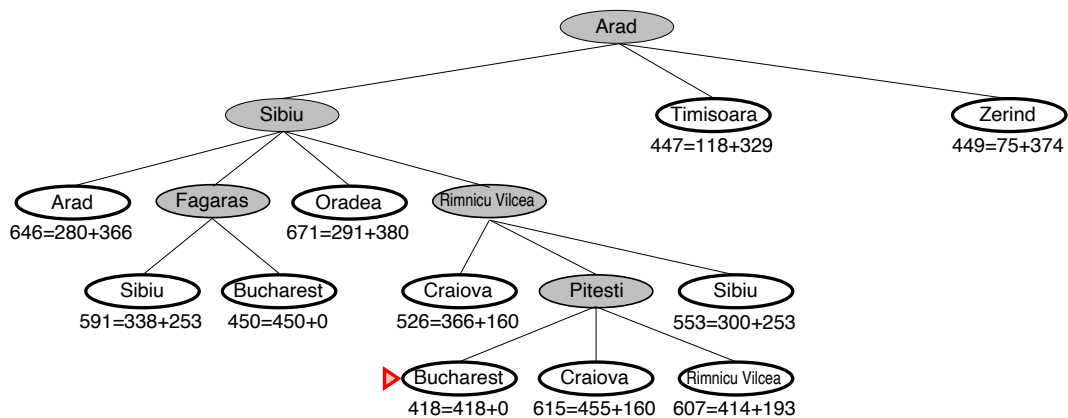 Arad
Sibiu
Timisoara
Zerind
447=118+329
449=75+374
Arad
Fagaras
Oradea
Rimnicu Vilcea
646=280+366
671=291+380
Sibiu
Bucharest
Craiova
Pitesti
Sibiu
591=338+253
450=450+0
526=366+160
553=300+253
Bucharest
Craiova
Rimnicu Vilcea
418=418+0
615=455+160
607=414+193